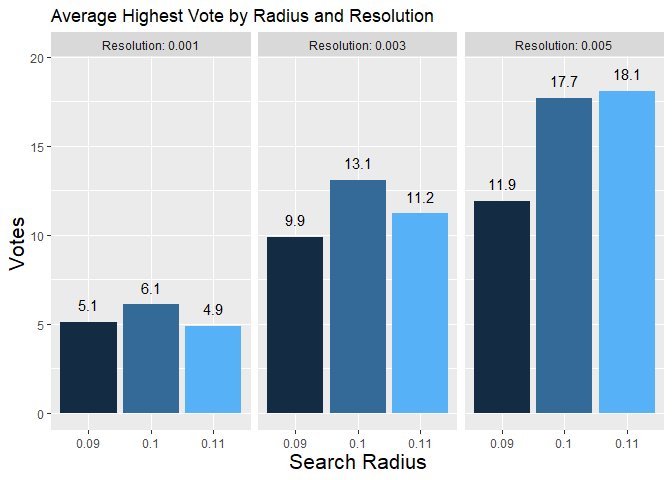 Average Highest Vote by Radius and Resolution
Resolution: 0.001 Resolution: 0.003 Resolution: 0.005
20
15
10
5
0
Votes
5.1 6.1 4.9
9.9 13.1 11.2
11.9 17.7 18.1
0.09 0.1 0.11 0.09 0.1 0.11 0.09 0.1 0.11
Search Radius